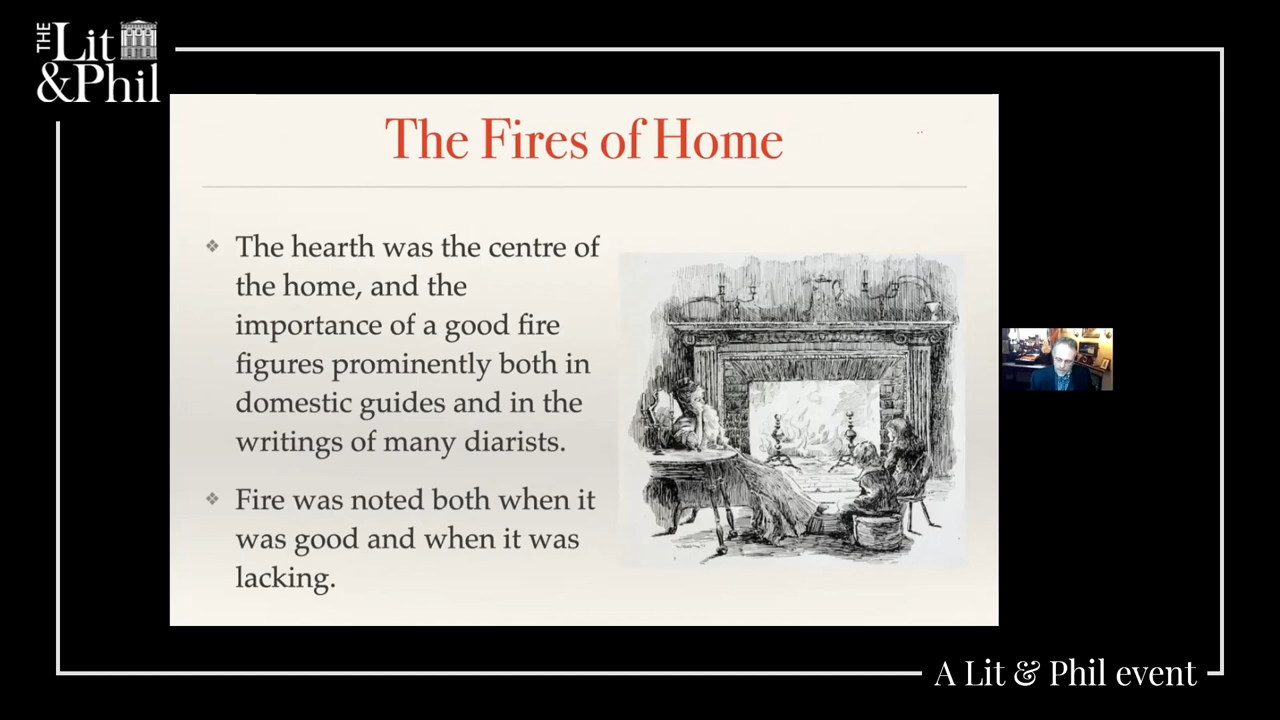 THE
Lit
&Phil
The Fires of Home
❖ The hearth was the centre of
the home, and the
importance of a good fire
figures prominently both in
domestic guides and in the
writings of many diarists.
❖ Fire was noted both when it
was good and when it was
lacking.
A Lit & Phil event